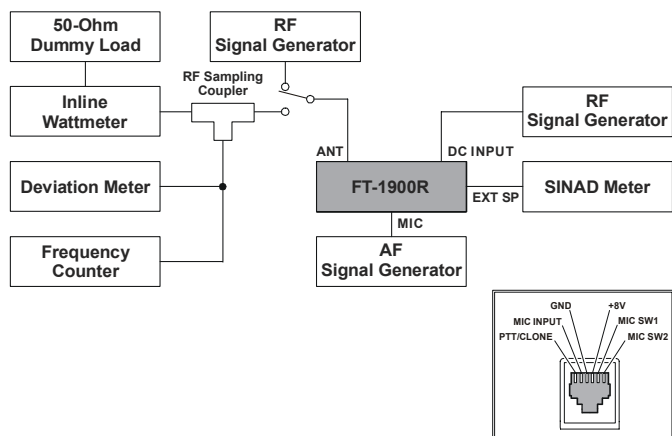 50-Ohm
Dummy Load
RF
Signal Generator
RF Sampling
Coupler
Inline
Wattmeter
RF
Signal Generator
ANT
DC INPUT
Deviation Meter
FT-1900R
EXT SP
SINAD Meter
MIC
Frequency
Counter
AF
Signal Generator
GND
+8V
MIC INPUT
MIC SW1
PTT/CLONE
MIC SW2